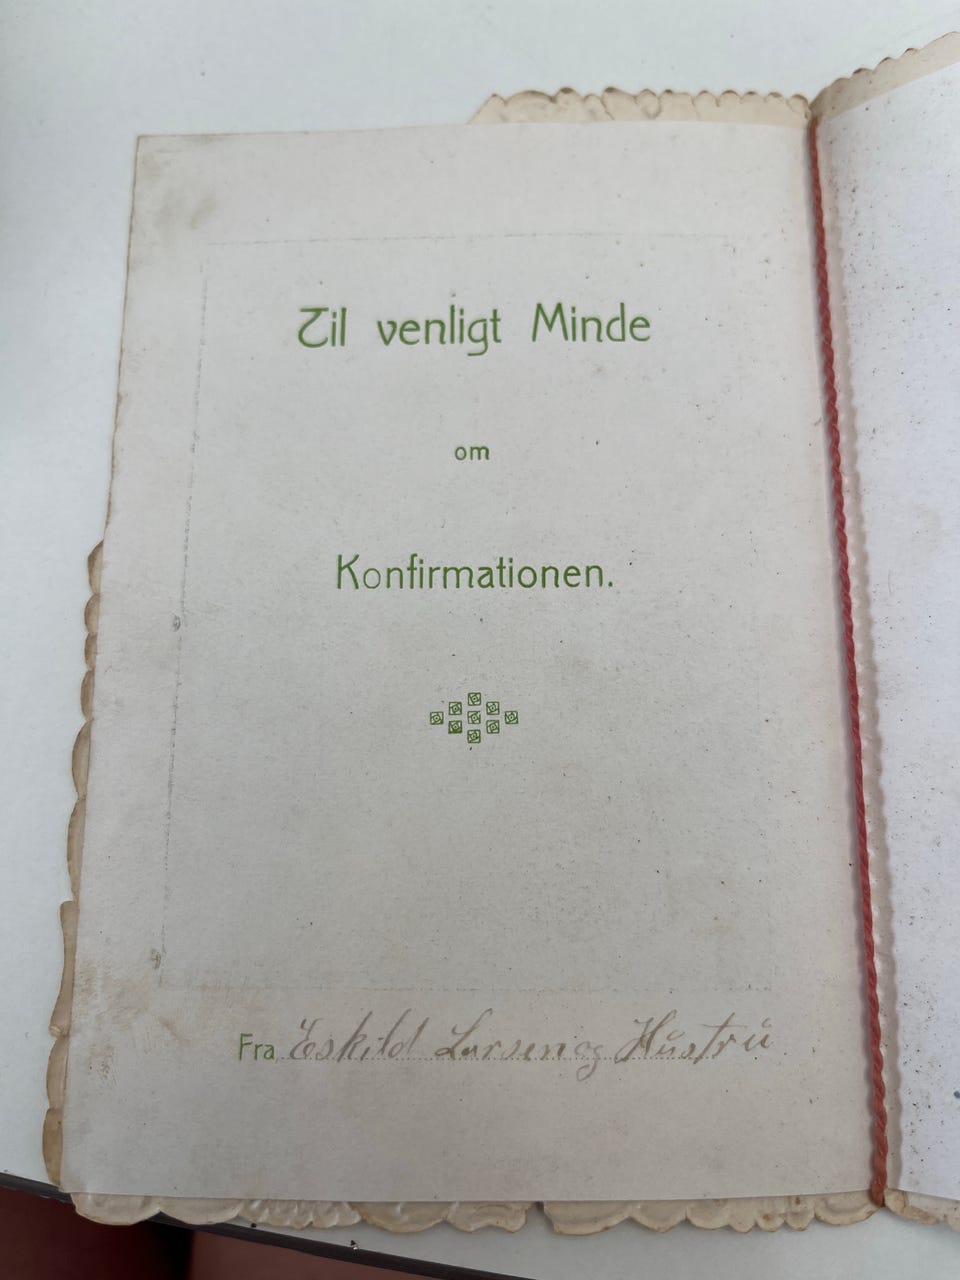 Til venligt Minde
om
Konfirmationen.
Fra Eskild Larsen og Hustru